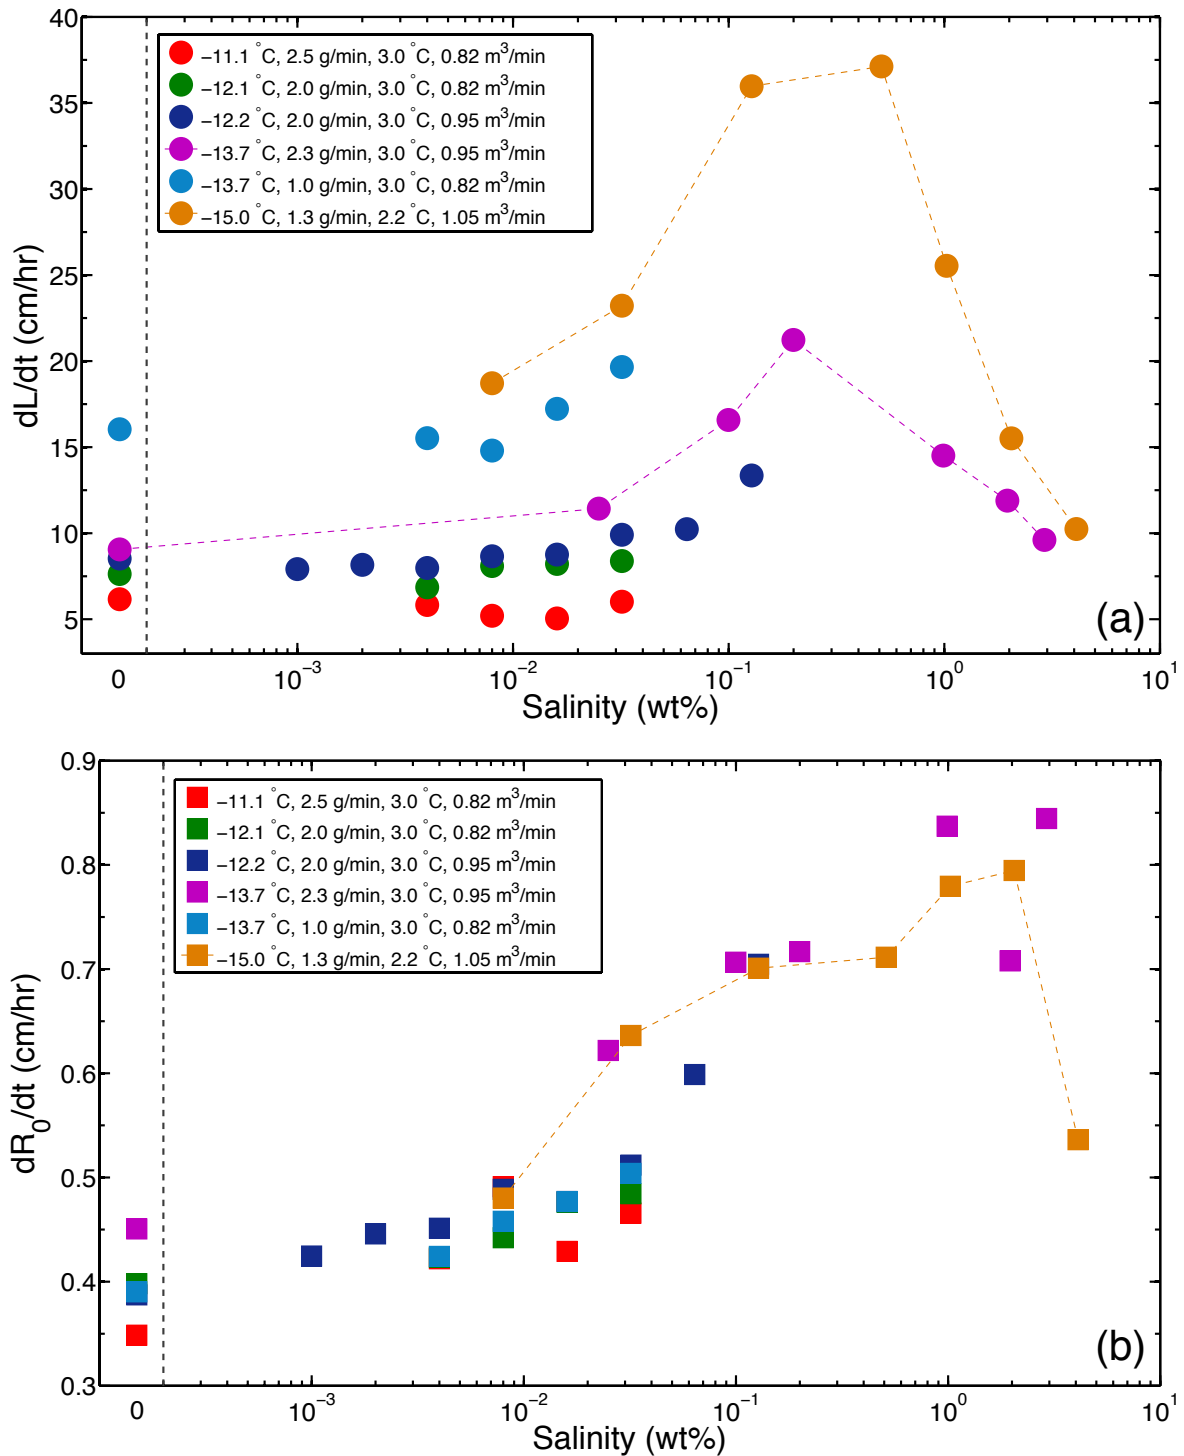 40
35
30
25
20
15
10
5
dL/dt (cm/hr)
−11.1 °C, 2.5 g/min, 3.0 °C, 0.82 m³/min
−12.1 °C, 2.0 g/min, 3.0 °C, 0.82 m³/min
−12.2 °C, 2.0 g/min, 3.0 °C, 0.95 m³/min
−13.7 °C, 2.3 g/min, 3.0 °C, 0.95 m³/min
−13.7 °C, 1.0 g/min, 3.0 °C, 0.82 m³/min
−15.0 °C, 1.3 g/min, 2.2 °C, 1.05 m³/min
(a)
0 10⁻³ 10⁻² 10⁻¹ 10⁰ 10¹
Salinity (wt%)
0.9
0.8
0.7
0.6
0.5
0.4
0.3
dR₀/dt (cm/hr)
−11.1 °C, 2.5 g/min, 3.0 °C, 0.82 m³/min
−12.1 °C, 2.0 g/min, 3.0 °C, 0.82 m³/min
−12.2 °C, 2.0 g/min, 3.0 °C, 0.95 m³/min
−13.7 °C, 2.3 g/min, 3.0 °C, 0.95 m³/min
−13.7 °C, 1.0 g/min, 3.0 °C, 0.82 m³/min
−15.0 °C, 1.3 g/min, 2.2 °C, 1.05 m³/min
(b)
0 10⁻³ 10⁻² 10⁻¹ 10⁰ 10¹
Salinity (wt%)